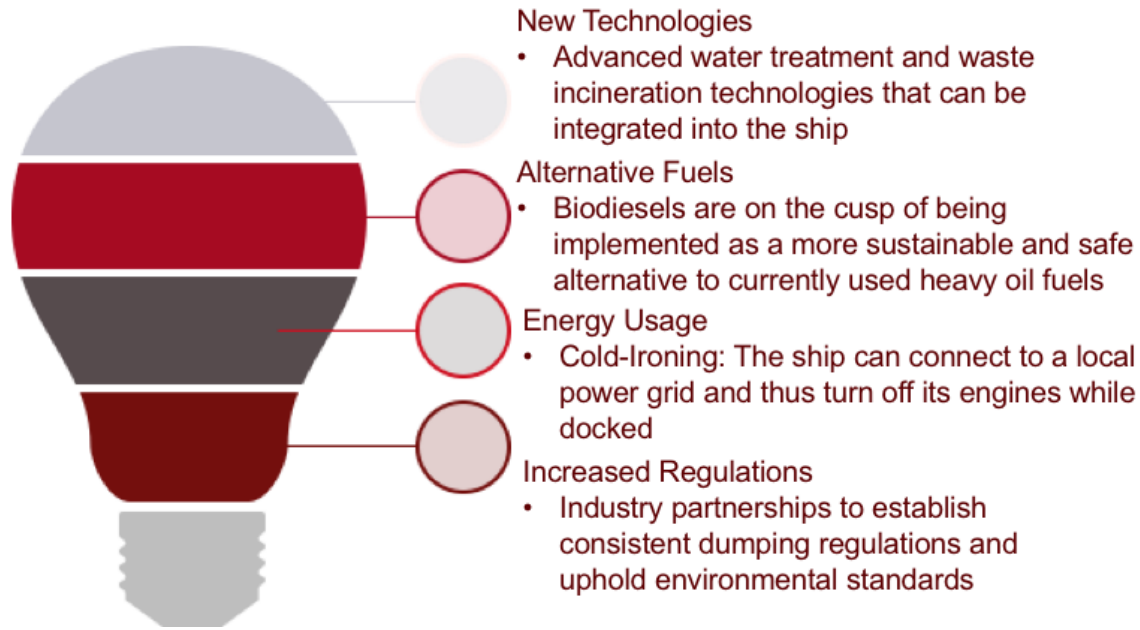 New Technologies
• Advanced water treatment and waste
incineration technologies that can be
integrated into the ship
Alternative Fuels
• Biodiesels are on the cusp of being
implemented as a more sustainable and safe
alternative to currently used heavy oil fuels
Energy Usage
• Cold-Ironing: The ship can connect to a local
power grid and thus turn off its engines while
docked
Increased Regulations
• Industry partnerships to establish
consistent dumping regulations and
uphold environmental standards